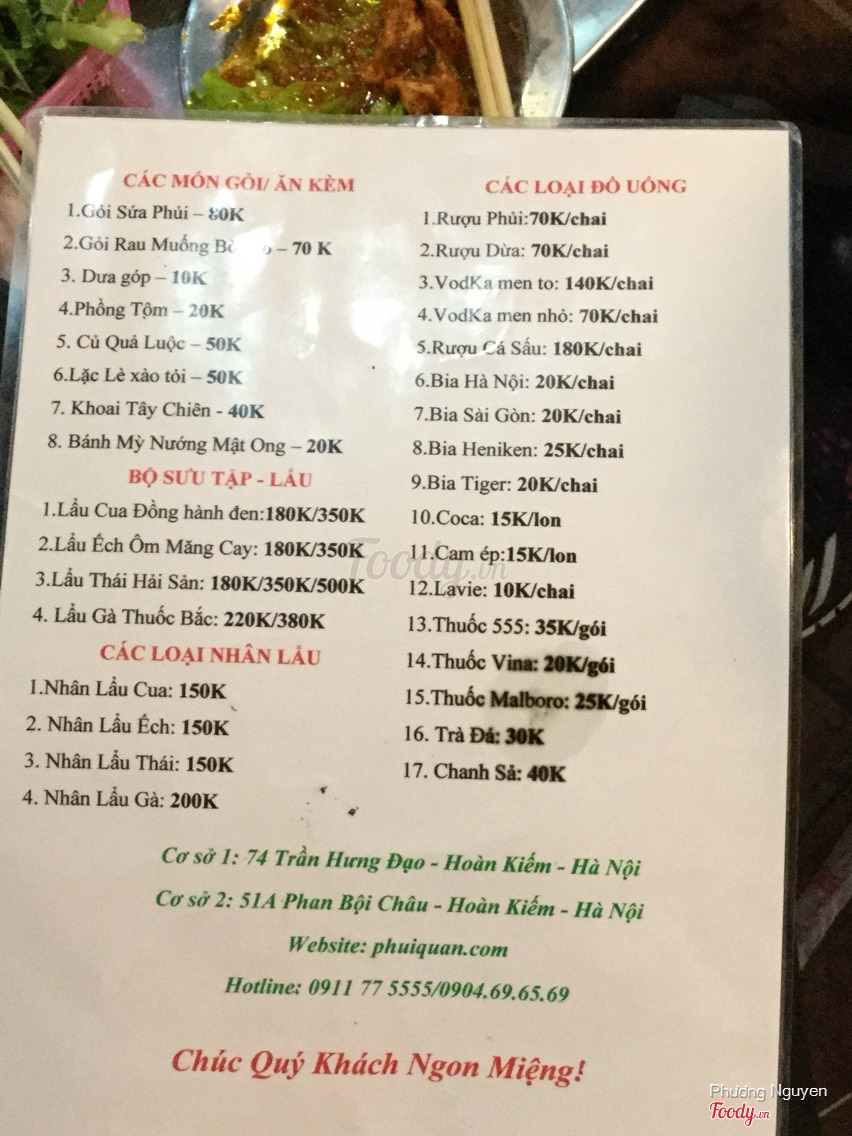 CÁC MÓN GỎI/ ĂN KÈM
1.Gỏi Sứa Phủi – 80K
2.Gỏi Rau Muống – 70 K
3. Dưa góp – 10K
4.Phồng Tộm – 20K
5. Củ Quả Luộc – 50K
6.Lặc Lè xào tỏi – 50K
7. Khoai Tây Chiên - 40K
8. Bánh Mỳ Nướng Mật Ong – 20K
BỘ SƯU TẬP - LẨU
1.Lẩu Cua Đồng hành đen:180K/350K
2.Lẩu Ếch Ôm Măng Cay: 180K/350K
3.Lẩu Thái Hải Sản: 180K/350K/500K
4. Lẩu Gà Thuốc Bắc: 220K/380K
CÁC LOẠI NHÂN LẨU
1.Nhân Lẩu Cua: 150K
2. Nhân Lẩu Ếch: 150K
3. Nhân Lẩu Thái: 150K
4. Nhân Lẩu Gà: 200K
CÁC LOẠI ĐỒ UỐNG
1.Rượu Phủi:70K/chai
2.Rượu Dừa: 70K/chai
3.VodKa men to: 140K/chai
4.VodKa men nhỏ: 70K/chai
5.Rượu Cá Sấu: 180K/chai
6.Bia Hà Nội: 20K/chai
7.Bia Sài Gòn: 20K/chai
8.Bia Heniken: 25K/chai
9.Bia Tiger: 20K/chai
10.Coca: 15K/lon
11.Cam ép:15K/lon
12.Lavie: 10K/chai
13.Thuốc 555: 35K/gói
14.Thuốc Vina: 20K/gói
15.Thuốc Malboro: 25K/gói
16. Trà Đá: 30K
17. Chanh Sả: 40K
Cơ sở 1: 74 Trần Hưng Đạo - Hoàn Kiếm - Hà Nội
Cơ sở 2: 51A Phan Bội Châu - Hoàn Kiếm - Hà Nội
Website: phuiquan.com
Hotline: 0911 77 5555/0904.69.65.69
Chúc Quý Khách Ngon Miệng!
Foody.vn
Phương Nguyen
Foody.vn